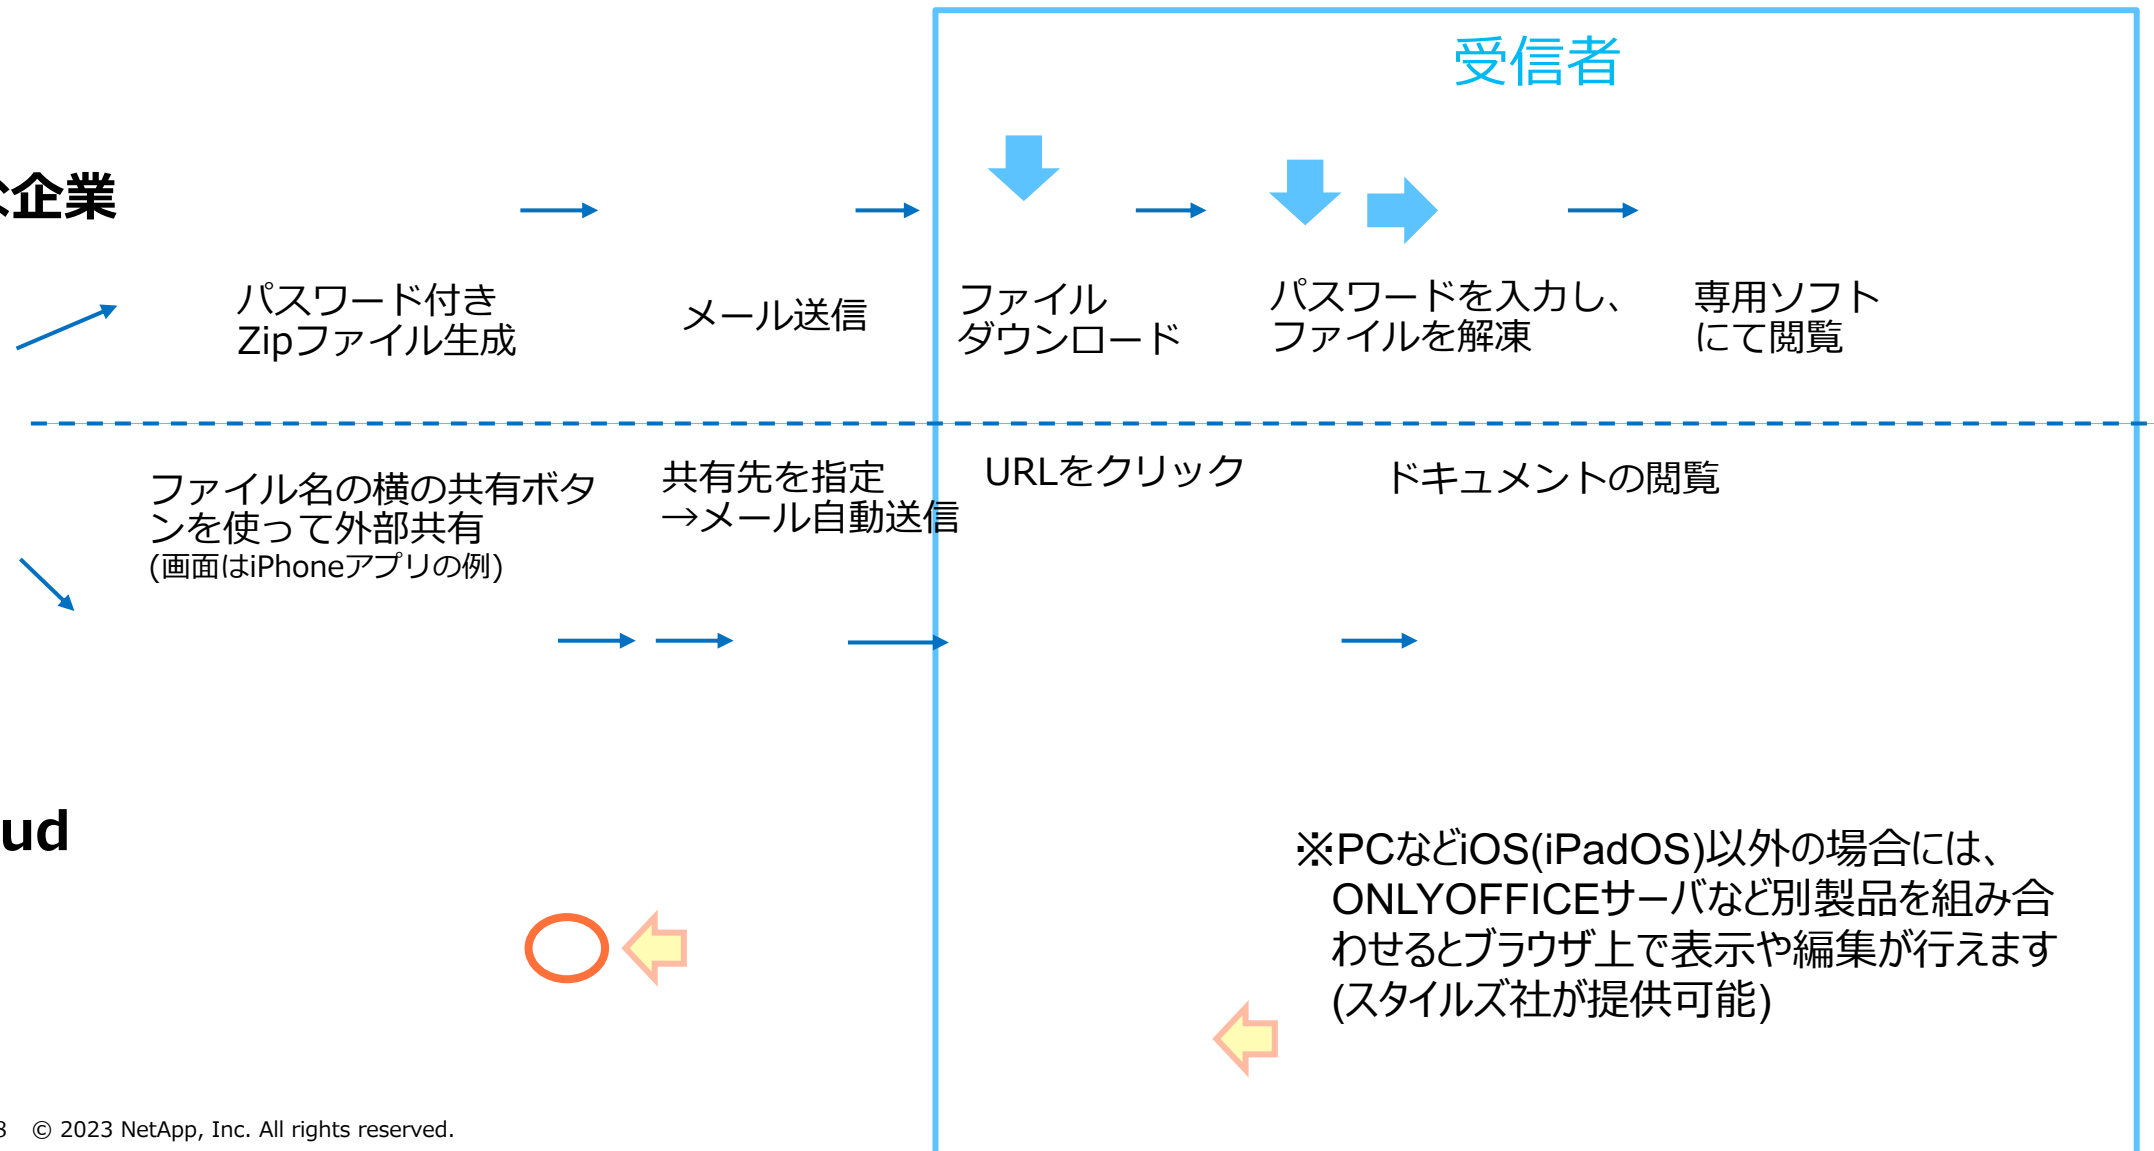 受信者
な企業
パスワード付き
Zipファイル生成
メール送信
ファイル
ダウンロード
パスワードを入力し、
ファイルを解凍
専用ソフト
にて閲覧
ファイル名の横の共有ボタ
ンを使って外部共有
(画面はiPhoneアプリの例)
共有先を指定
→メール自動送信
URLをクリック
ドキュメントの閲覧
oud
※PCなどiOS(iPadOS)以外の場合には、
ONLYOFFICEサーバなど別製品を組み合
わせるとブラウザ上で表示や編集が行えます
(スタイルズ社が提供可能)
8 © 2023 NetApp, Inc. All rights reserved.